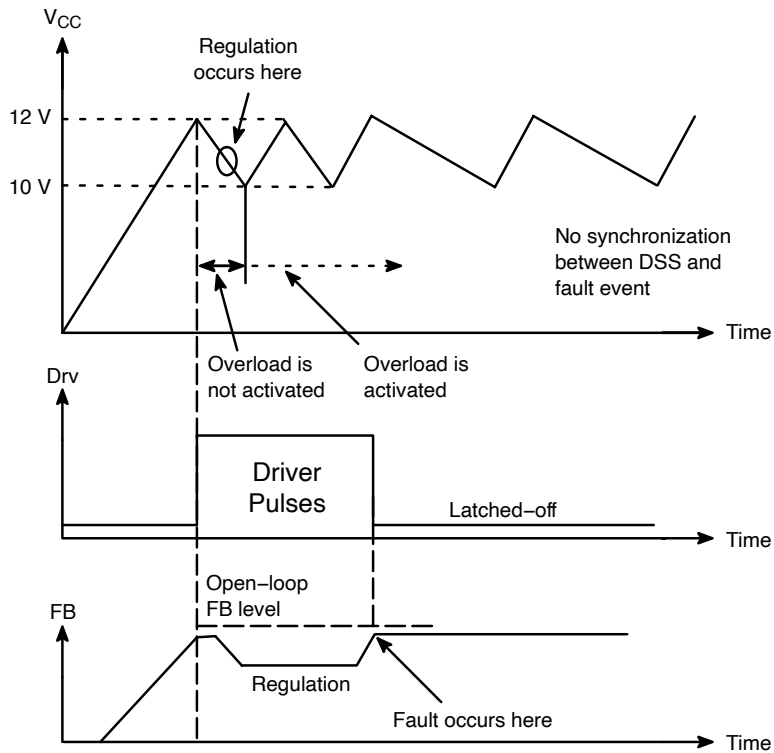 V_CC
Regulation
occurs here
12 V
10 V
No synchronization
between DSS and
fault event
Time
Overload is
not activated
Overload is
activated
Drv
Driver
Pulses
Latched−off
Time
Open−loop
FB level
FB
Regulation
Fault occurs here
Time